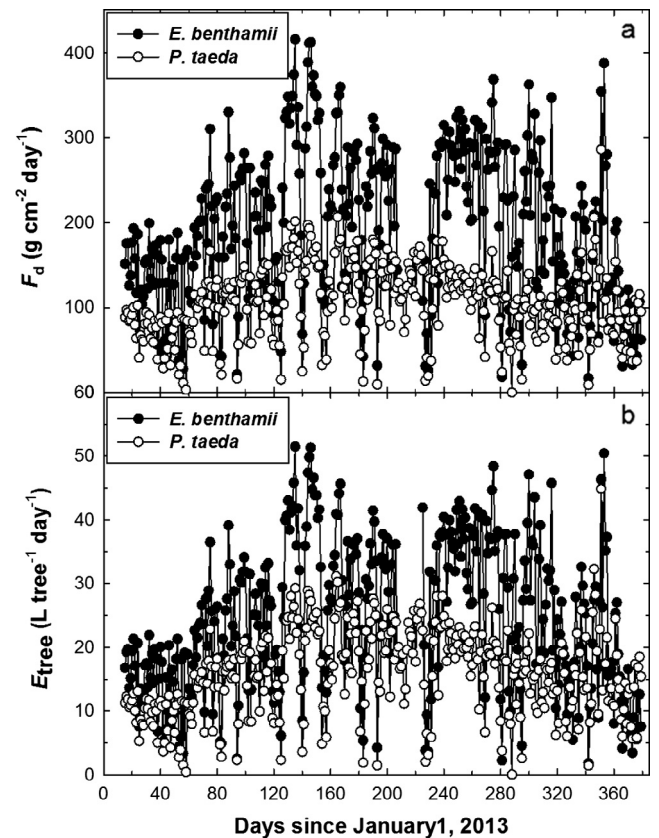 a
E. benthamii
P. taeda
400
300
200
100
60
Fd (g cm-2 day-1)
b
E. benthamii
P. taeda
50
40
30
20
10
0
Etree (L tree-1 day-1)
0 40 80 120 160 200 240 280 320 360
Days since January1, 2013